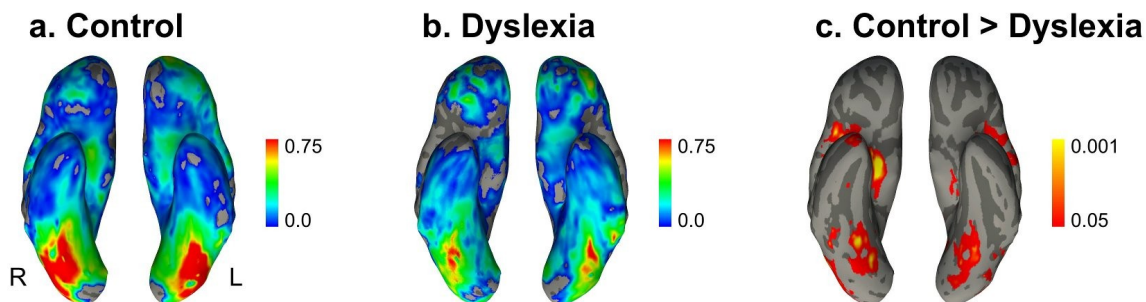 a. Control
b. Dyslexia
c. Control > Dyslexia
0.75
0.0
0.75
0.0
0.001
0.05
R
L